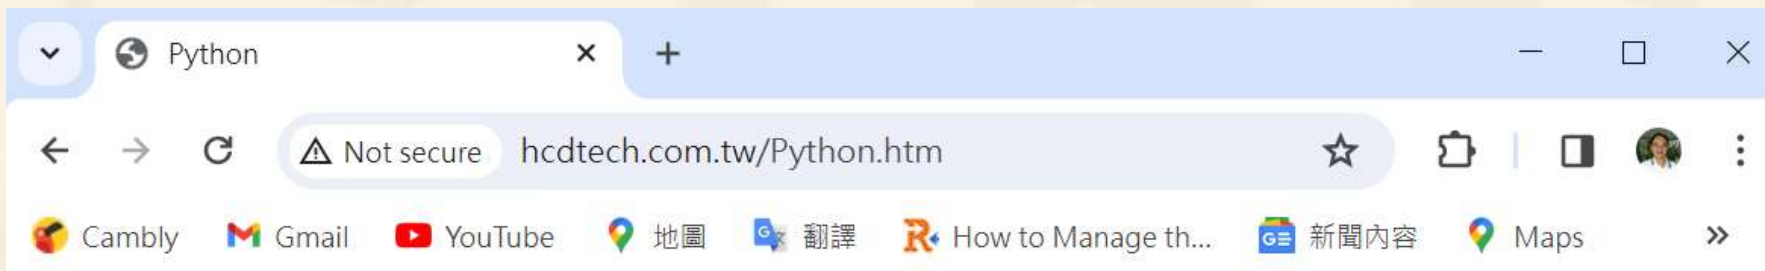 Python
Not secure hcdtech.com.tw/Python.htm
Cambly Gmail YouTube 地圖 翻譯 How to Manage th... GE 新聞內容 Maps